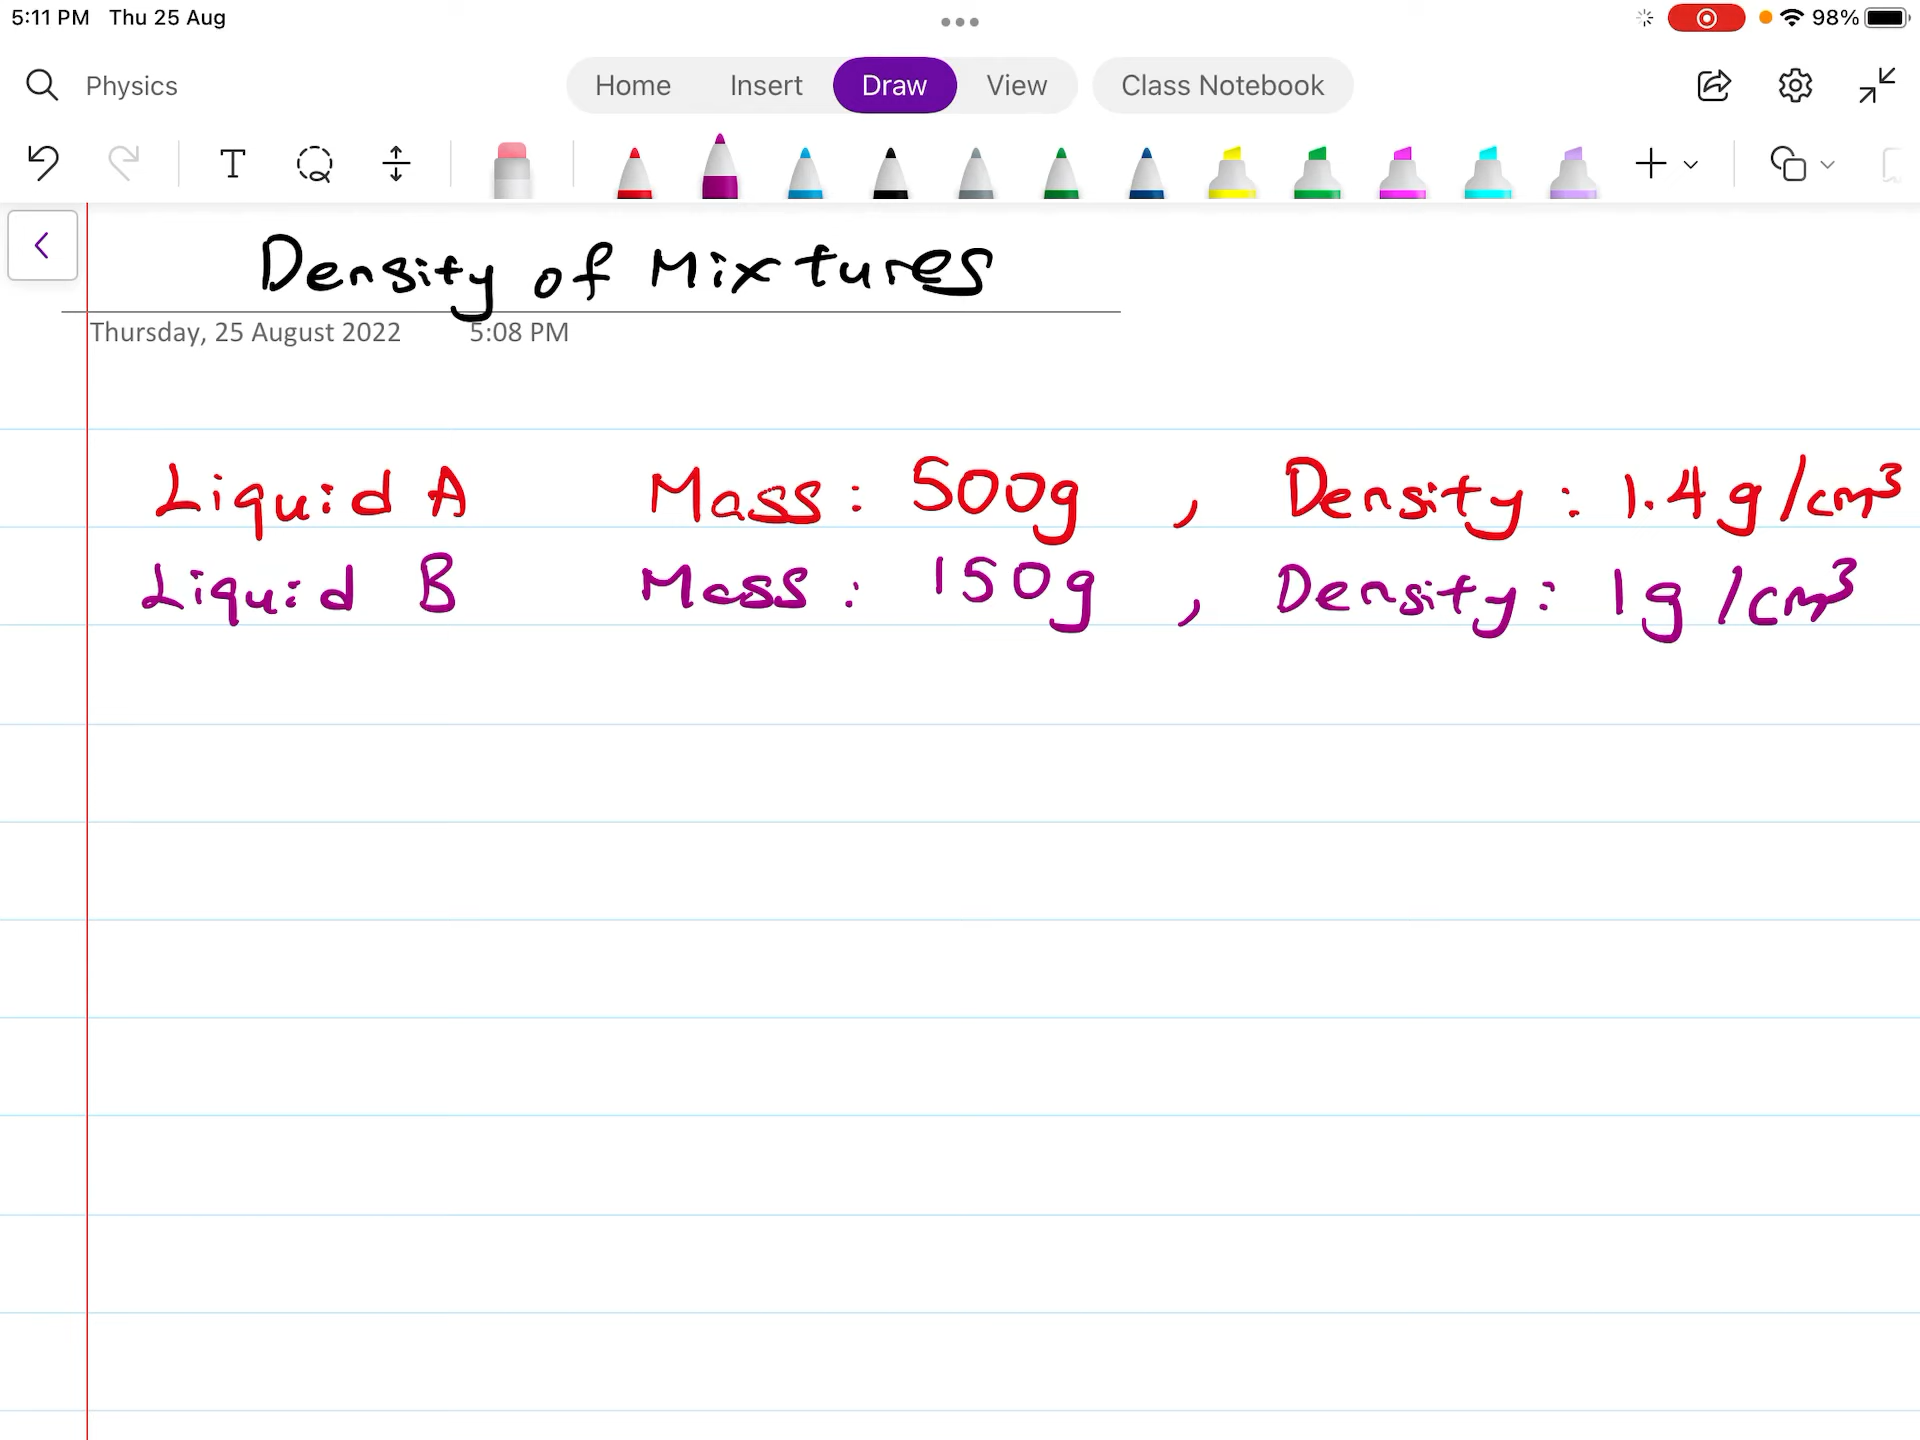 5:11 PM Thu 25 Aug 98%
Physics Home Insert Draw View Class Notebook
T
Density of Mixtures
Thursday, 25 August 2022 5:08 PM
Liquid A Mass: 500g , Density: 1.4g/cm³
Liquid B Mass: 150g , Density: 1g/cm³